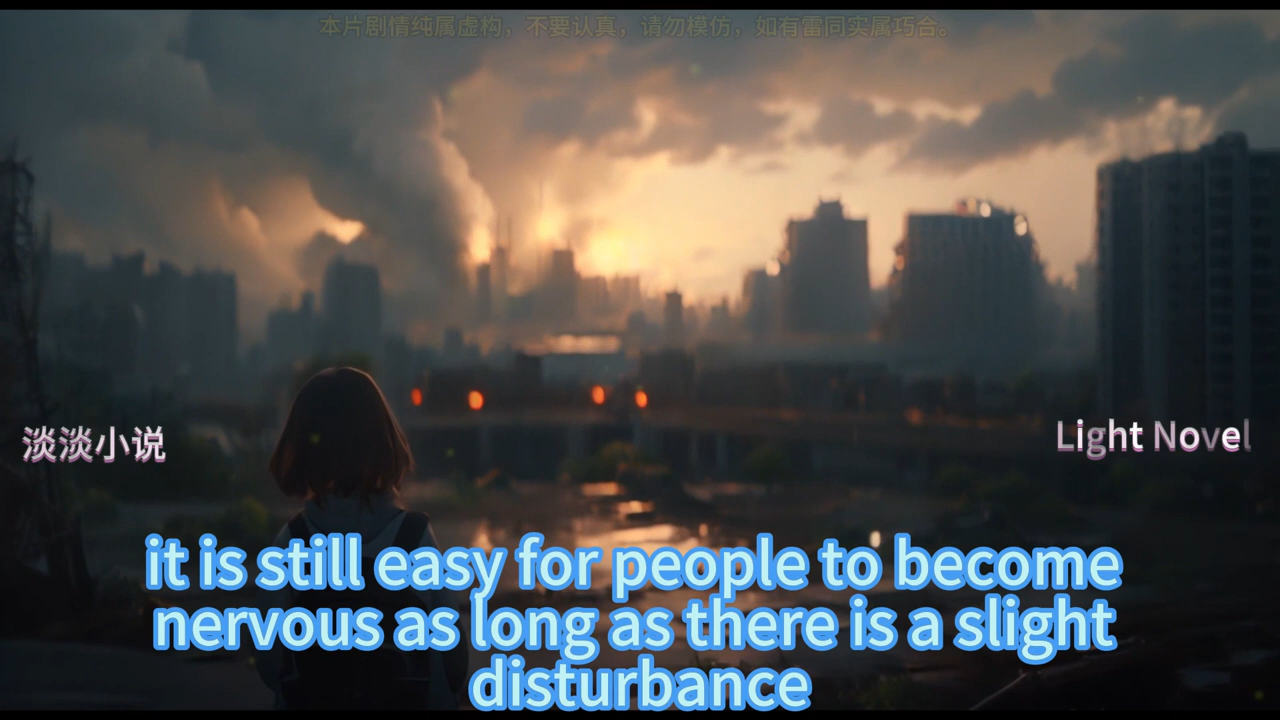 本片剧情纯属虚构，不要认真，请勿模仿，如有雷同实属巧合。
淡淡小说
Light Novel
it is still easy for people to become
nervous as long as there is a slight
disturbance